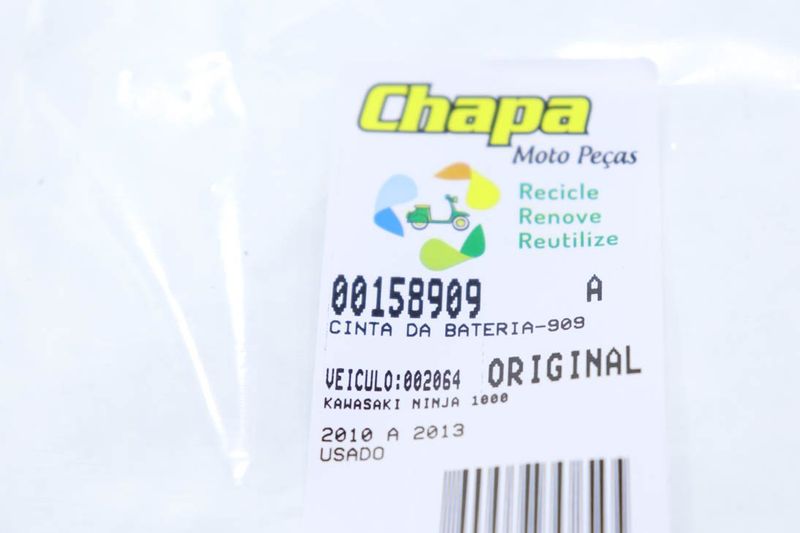 Chapa
Moto Peças
Recicle
Renove
Reutilize
00158909 A
CINTA DA BATERIA-909
VEICULO:002064 ORIGINAL
KAWASAKI NINJA 1000
2010 A 2013
USADO